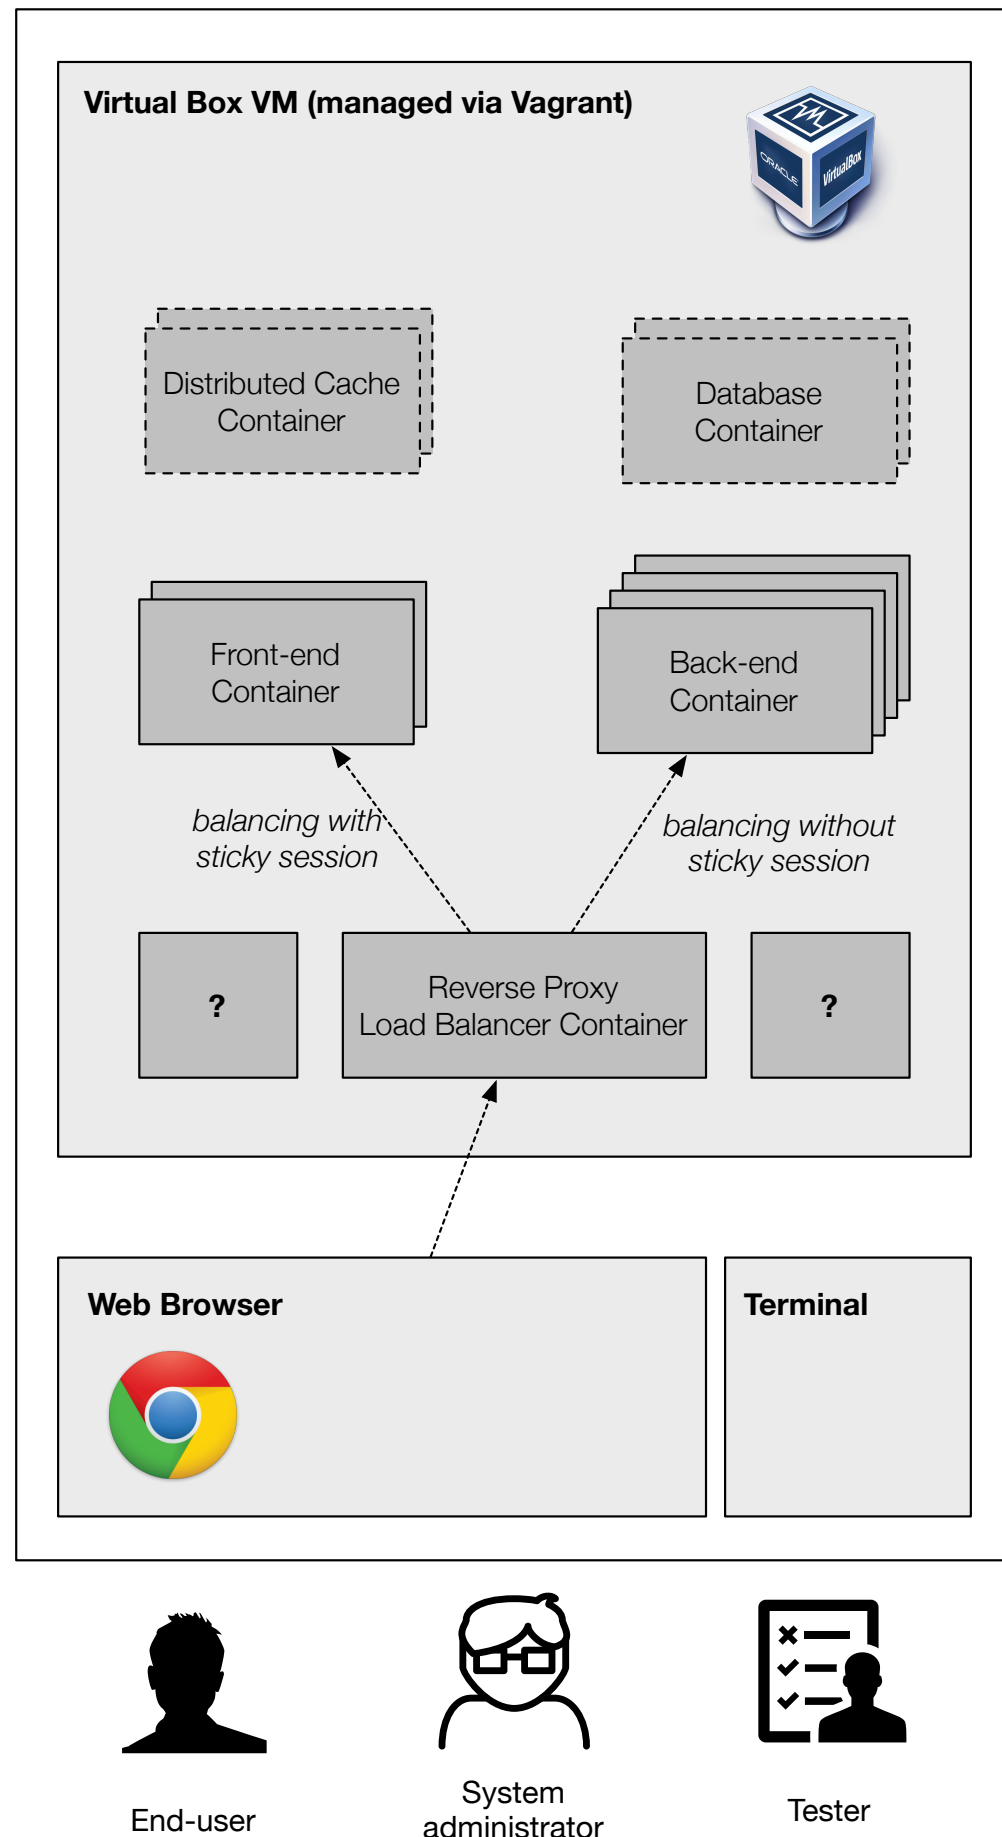 Virtual Box VM (managed via Vagrant)
ORACLE
VirtualBox
Distributed Cache
Container
Database
Container
Front-end
Container
Back-end
Container
balancing with
sticky session
balancing without
sticky session
?
Reverse Proxy
Load Balancer Container
?
Web Browser
Terminal
End-user
System
administrator
Tester